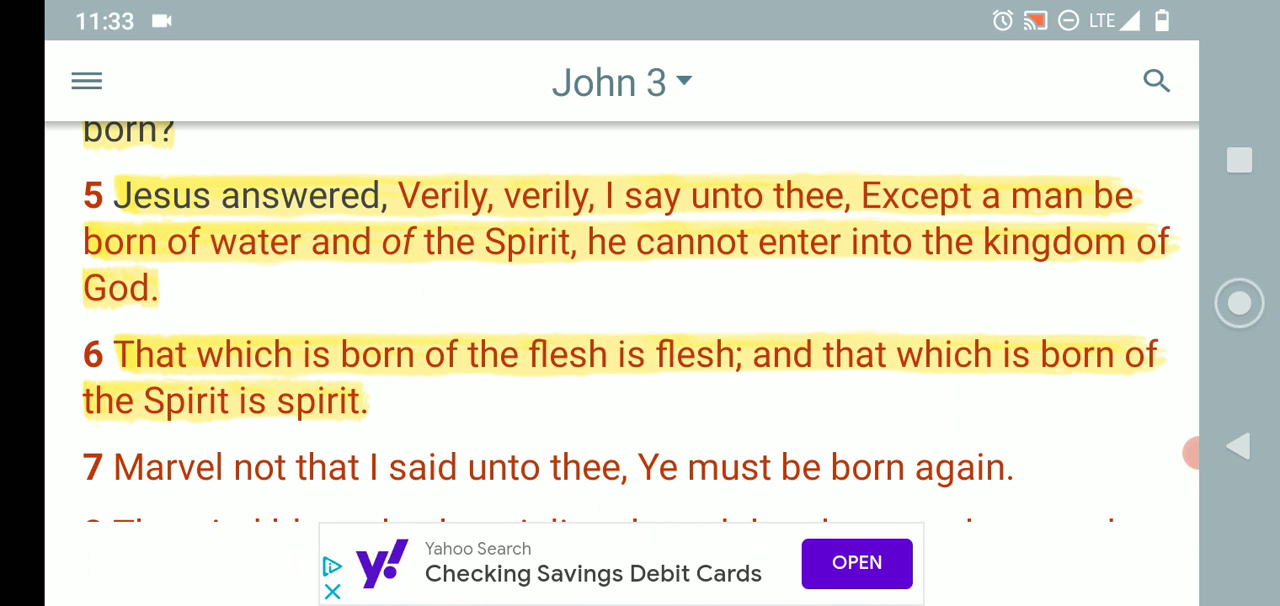 11:33
LTE
John 3
born?
5 Jesus answered, Verily, verily, I say unto thee, Except a man be
born of water and of the Spirit, he cannot enter into the kingdom of
God.
6 That which is born of the flesh is flesh; and that which is born of
the Spirit is spirit.
7 Marvel not that I said unto thee, Ye must be born again.
y!
Yahoo Search
Checking Savings Debit Cards
OPEN